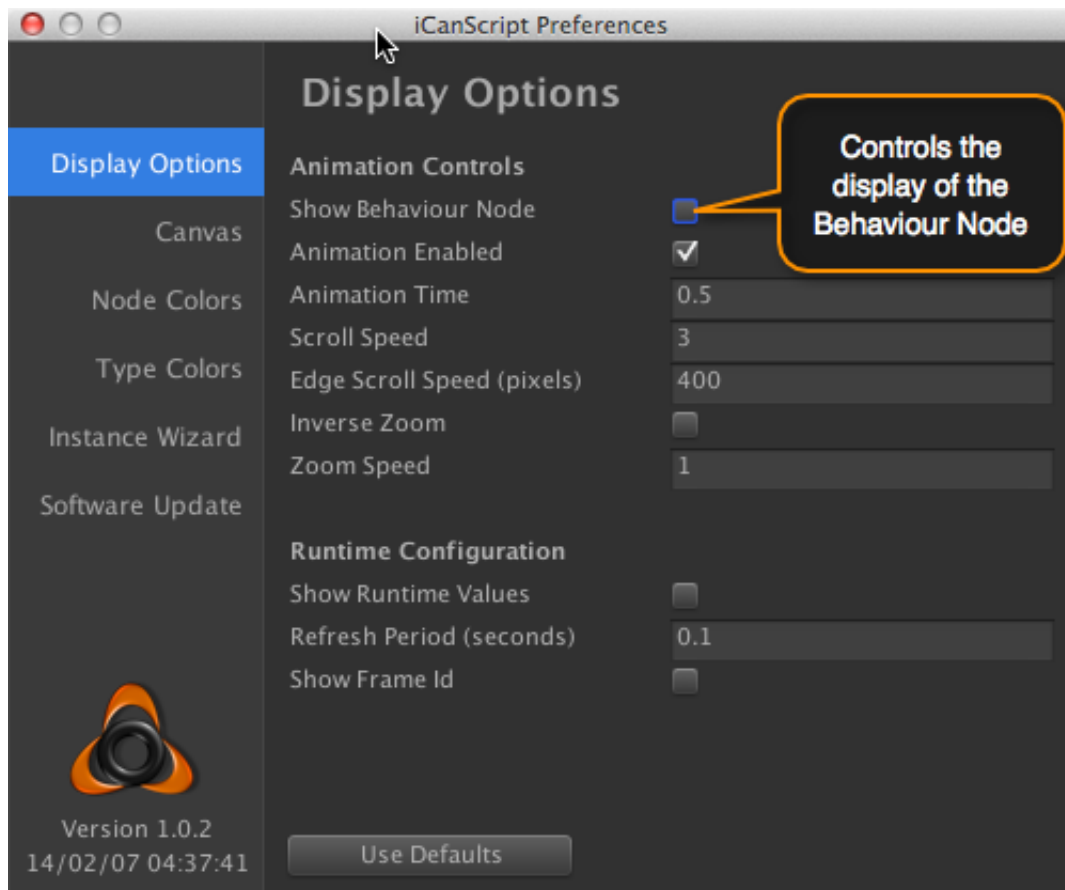 iCanScript Preferences
Display Options
Display Options
Canvas
Node Colors
Type Colors
Instance Wizard
Software Update
Animation Controls
Show Behaviour Node
Controls the
display of the
Behaviour Node
Animation Enabled
Animation Time 0.5
Scroll Speed 3
Edge Scroll Speed (pixels) 400
Inverse Zoom
Zoom Speed 1
Runtime Configuration
Show Runtime Values
Refresh Period (seconds) 0.1
Show Frame Id
Version 1.0.2
14/02/07 04:37:41
Use Defaults